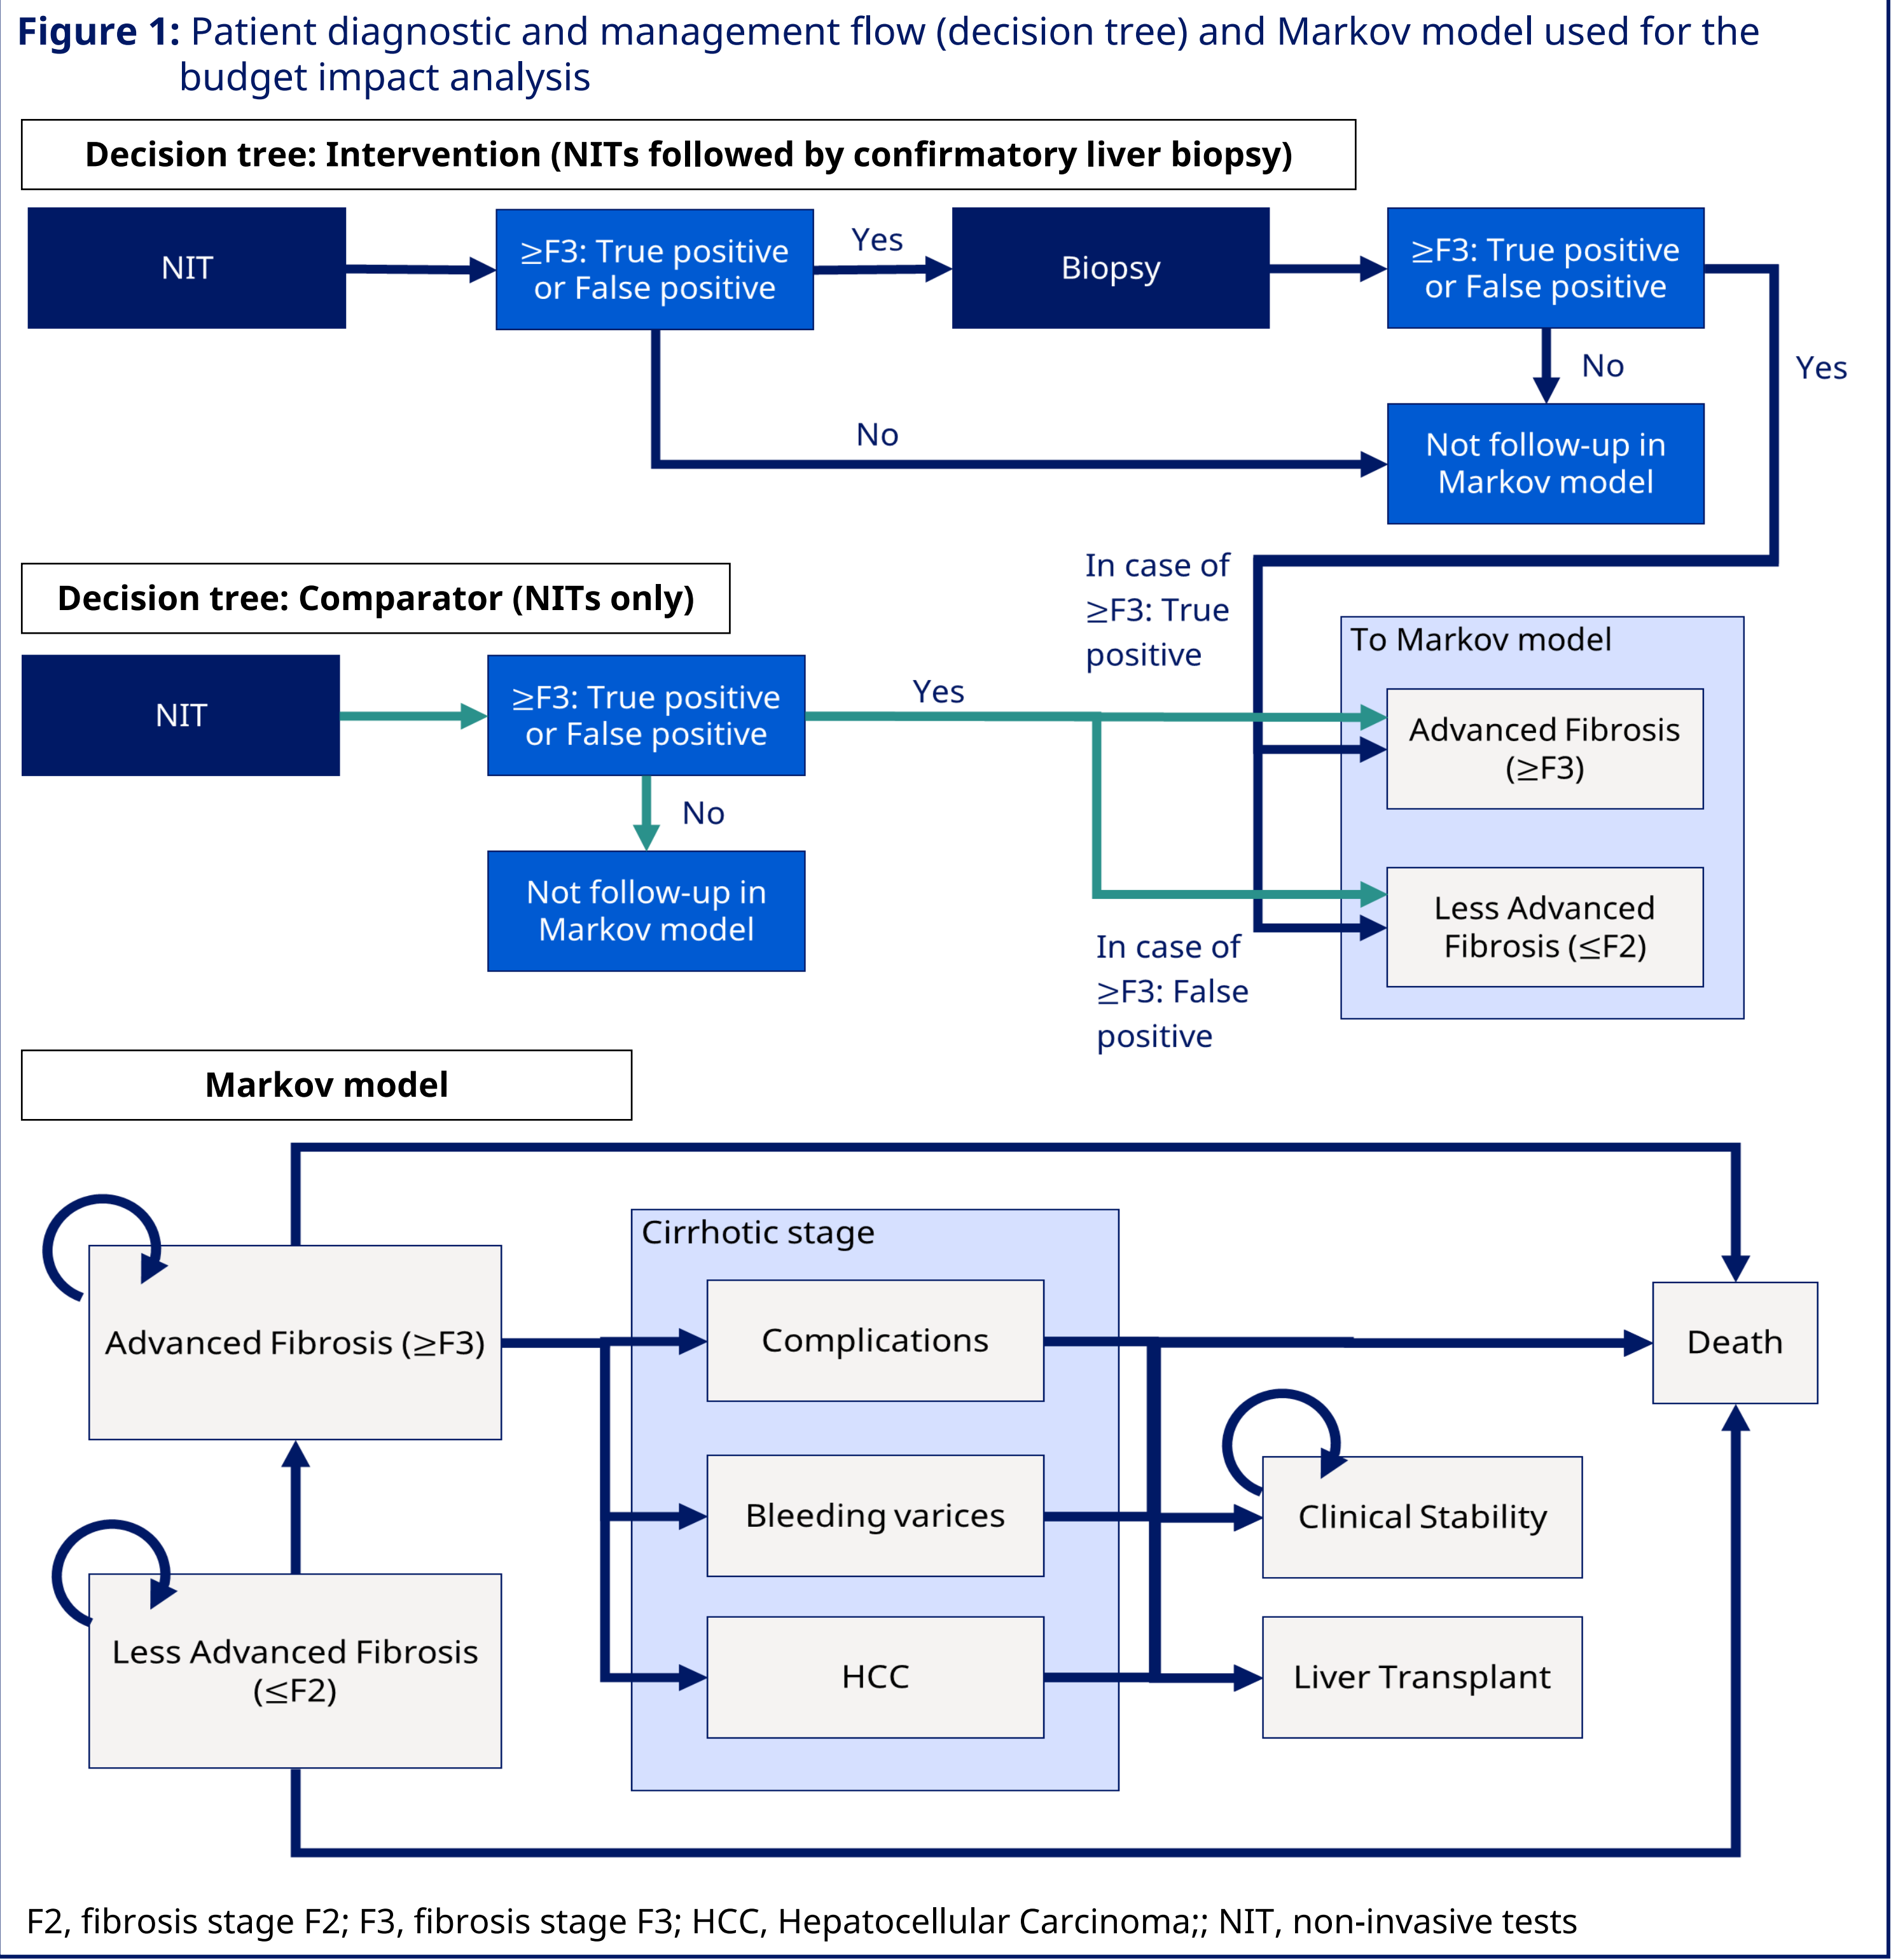 Figure 1: Patient diagnostic and management flow (decision tree) and Markov model used for the
budget impact analysis
Decision tree: Intervention (NITs followed by confirmatory liver biopsy)
NIT
≥F3: True positive
or False positive
Yes
Biopsy
≥F3: True positive
or False positive
No
Yes
No
Not follow-up in
Markov model
Decision tree: Comparator (NITs only)
In case of
≥F3: True
positive
NIT
≥F3: True positive
or False positive
Yes
No
Not follow-up in
Markov model
To Markov model
Advanced Fibrosis
(≥F3)
Less Advanced
Fibrosis (≤F2)
In case of
≥F3: False
positive
Markov model
Advanced Fibrosis (≥F3)
Less Advanced Fibrosis
(≤F2)
Cirrhotic stage
Complications
Bleeding varices
HCC
Death
Clinical Stability
Liver Transplant
F2, fibrosis stage F2; F3, fibrosis stage F3; HCC, Hepatocellular Carcinoma;; NIT, non-invasive tests